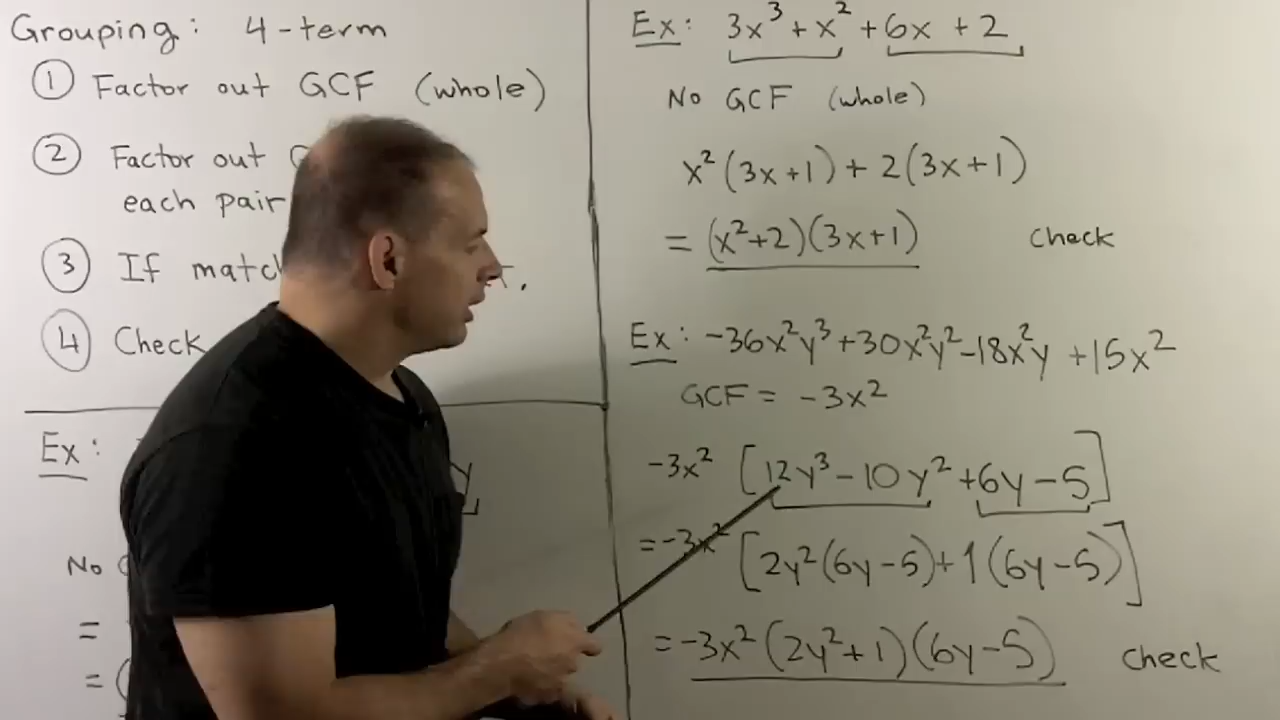 Grouping: 4-term
① Factor out GCF (whole)
② Factor out
each pair
③ If
④ Check
Ex:
No
=
= (
Ex: 3x³ + x² + 6x + 2
No GCF (whole)
x² (3x+1) + 2 (3x+1)
= (x²+2)(3x+1) check
Ex: -36x²y³ + 30x²y² - 18x²y + 15x²
GCF = -3x²
-3x² [12y³ - 10y² + 6y - 5]
= -3x² [2y² (6y-5) + 1 (6y-5)]
= -3x² (2y²+1)(6y-5) check